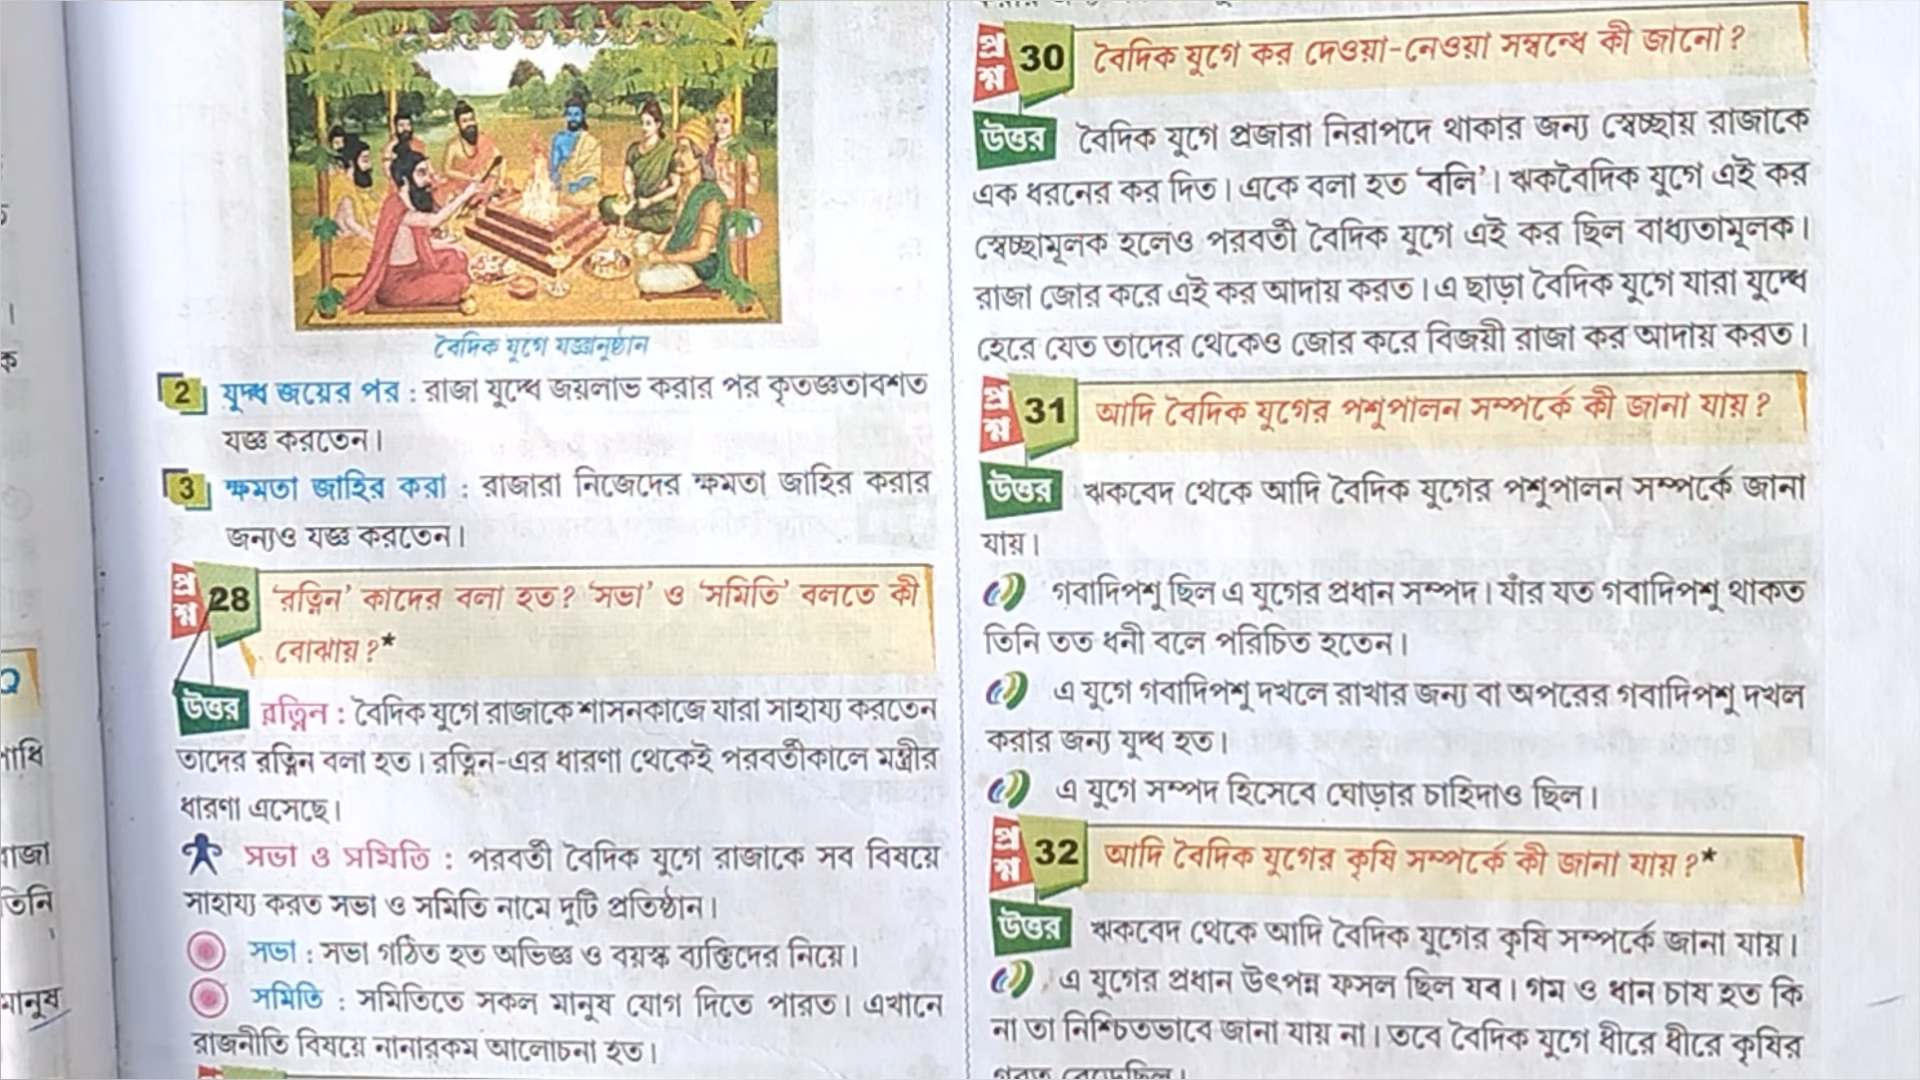 বৈদিক যুগে যজ্ঞানুষ্ঠান
2 যুদ্ধ জয়ের পর : রাজা যুদ্ধে জয়লাভ করার পর কৃতজ্ঞতাবশত
যজ্ঞ করতেন।
3 ক্ষমতা জাহির করা : রাজারা নিজেদের ক্ষমতা জাহির করার
জন্যও যজ্ঞ করতেন।
প্রশ্ন 28 'রত্নিন' কাদের বলা হত? 'সভা' ও 'সমিতি' বলতে কী
বোঝায়?*
উত্তর রত্নিন : বৈদিক যুগে রাজাকে শাসনকাজে যারা সাহায্য করতেন
তাদের রত্নিন বলা হত। রত্নিন-এর ধারণা থেকেই পরবর্তীকালে মন্ত্রীর
ধারণা এসেছে।
সভা ও সমিতি : পরবর্তী বৈদিক যুগে রাজাকে সব বিষয়ে
সাহায্য করত সভা ও সমিতি নামে দুটি প্রতিষ্ঠান।
সভা : সভা গঠিত হত অভিজ্ঞ ও বয়স্ক ব্যক্তিদের নিয়ে।
সমিতি : সমিতিতে সকল মানুষ যোগ দিতে পারত। এখানে
রাজনীতি বিষয়ে নানারকম আলোচনা হত।
প্রশ্ন 30 বৈদিক যুগে কর দেওয়া-নেওয়া সম্বন্ধে কী জানো?
উত্তর বৈদিক যুগে প্রজারা নিরাপদে থাকার জন্য স্বেচ্ছায় রাজাকে
এক ধরনের কর দিত। একে বলা হত 'বলি'। ঋকবৈদিক যুগে এই কর
স্বেচ্ছামূলক হলেও পরবর্তী বৈদিক যুগে এই কর ছিল বাধ্যতামূলক।
রাজা জোর করে এই কর আদায় করত। এ ছাড়া বৈদিক যুগে যারা যুদ্ধে
হেরে যেত তাদের থেকেও জোর করে বিজয়ী রাজা কর আদায় করত।
প্রশ্ন 31 আদি বৈদিক যুগের পশুপালন সম্পর্কে কী জানা যায়?
উত্তর ঋকবেদ থেকে আদি বৈদিক যুগের পশুপালন সম্পর্কে জানা
যায়।
গবাদিপশু ছিল এ যুগের প্রধান সম্পদ। যাঁর যত গবাদিপশু থাকত
তিনি তত ধনী বলে পরিচিত হতেন।
এ যুগে গবাদিপশু দখলে রাখার জন্য বা অপরের গবাদিপশু দখল
করার জন্য যুদ্ধ হত।
এ যুগে সম্পদ হিসেবে ঘোড়ার চাহিদাও ছিল।
প্রশ্ন 32 আদি বৈদিক যুগের কৃষি সম্পর্কে কী জানা যায়?*
উত্তর ঋকবেদ থেকে আদি বৈদিক যুগের কৃষি সম্পর্কে জানা যায়।
এ যুগের প্রধান উৎপন্ন ফসল ছিল যব। গম ও ধান চাষ হত কি
না তা নিশ্চিতভাবে জানা যায় না। তবে বৈদিক যুগে ধীরে ধীরে কৃষির